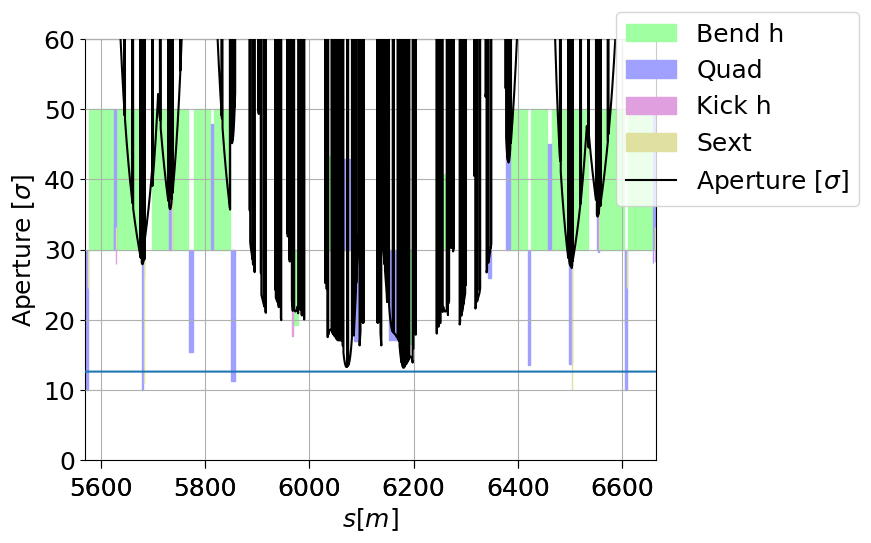 Bend h
Quad
Kick h
Sext
Aperture [σ]
60
50
40
30
20
10
0
Aperture [σ]
5600 5800 6000 6200 6400 6600
s[m]